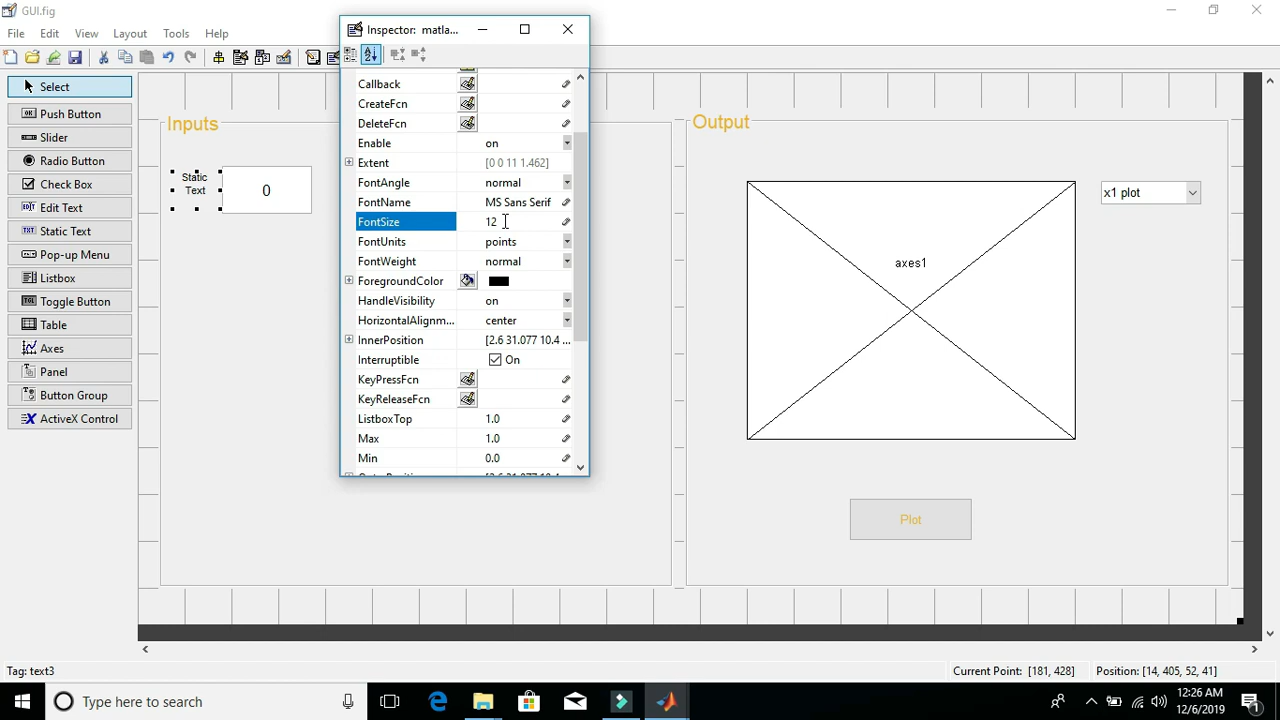 GUI.fig
File Edit View Layout Tools Help
Inspector: matla...
Select
Push Button
Slider
Radio Button
Check Box
Edit Text
Static Text
Pop-up Menu
Listbox
Toggle Button
Table
Axes
Panel
Button Group
ActiveX Control
Inputs
Static
Text
0
Callback
CreateFcn
DeleteFcn
Enable on
Extent [0 0 11 1.462]
FontAngle normal
FontName MS Sans Serif
FontSize 12
FontUnits points
FontWeight normal
ForegroundColor
HandleVisibility on
HorizontalAlignm... center
InnerPosition [2.6 31.077 10.4 ...
Interruptible On
KeyPressFcn
KeyReleaseFcn
ListboxTop 1.0
Max 1.0
Min 0.0
Output
x1 plot
axes1
Plot
Tag: text3
Current Point: [181, 428] Position: [14, 405, 52, 41]
Type here to search
12:26 AM
12/6/2019